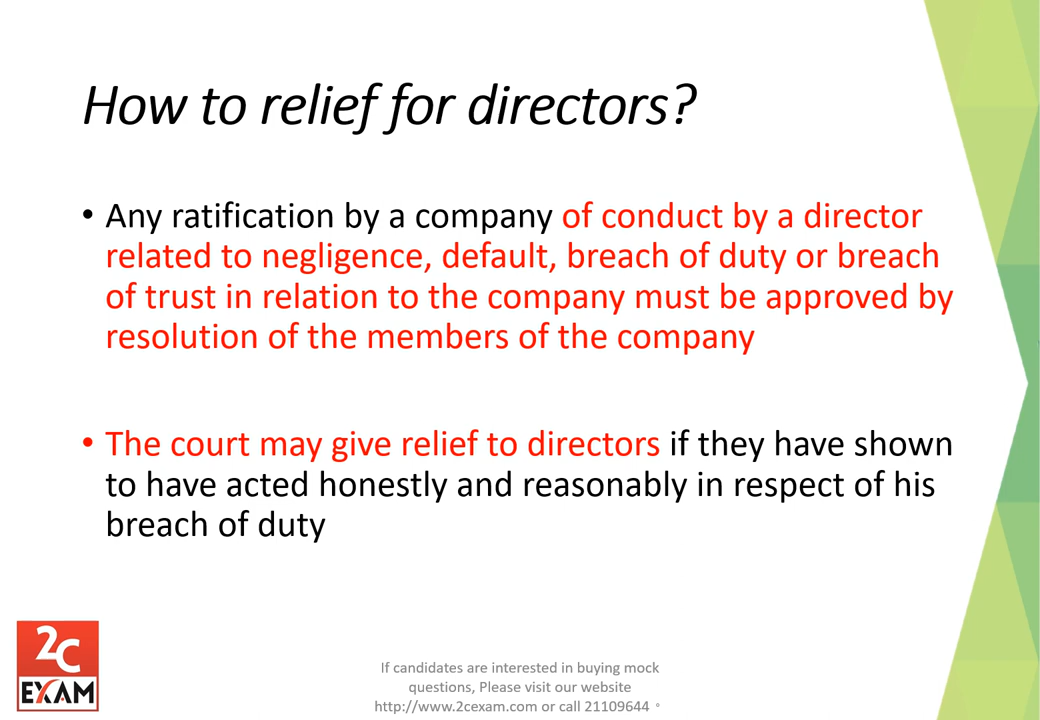 How to relief for directors?
• Any ratification by a company of conduct by a director
related to negligence, default, breach of duty or breach
of trust in relation to the company must be approved by
resolution of the members of the company
• The court may give relief to directors if they have shown
to have acted honestly and reasonably in respect of his
breach of duty
2C
EXAM
If candidates are interested in buying mock
questions, Please visit our website
http://www.2cexam.com or call 21109644 。